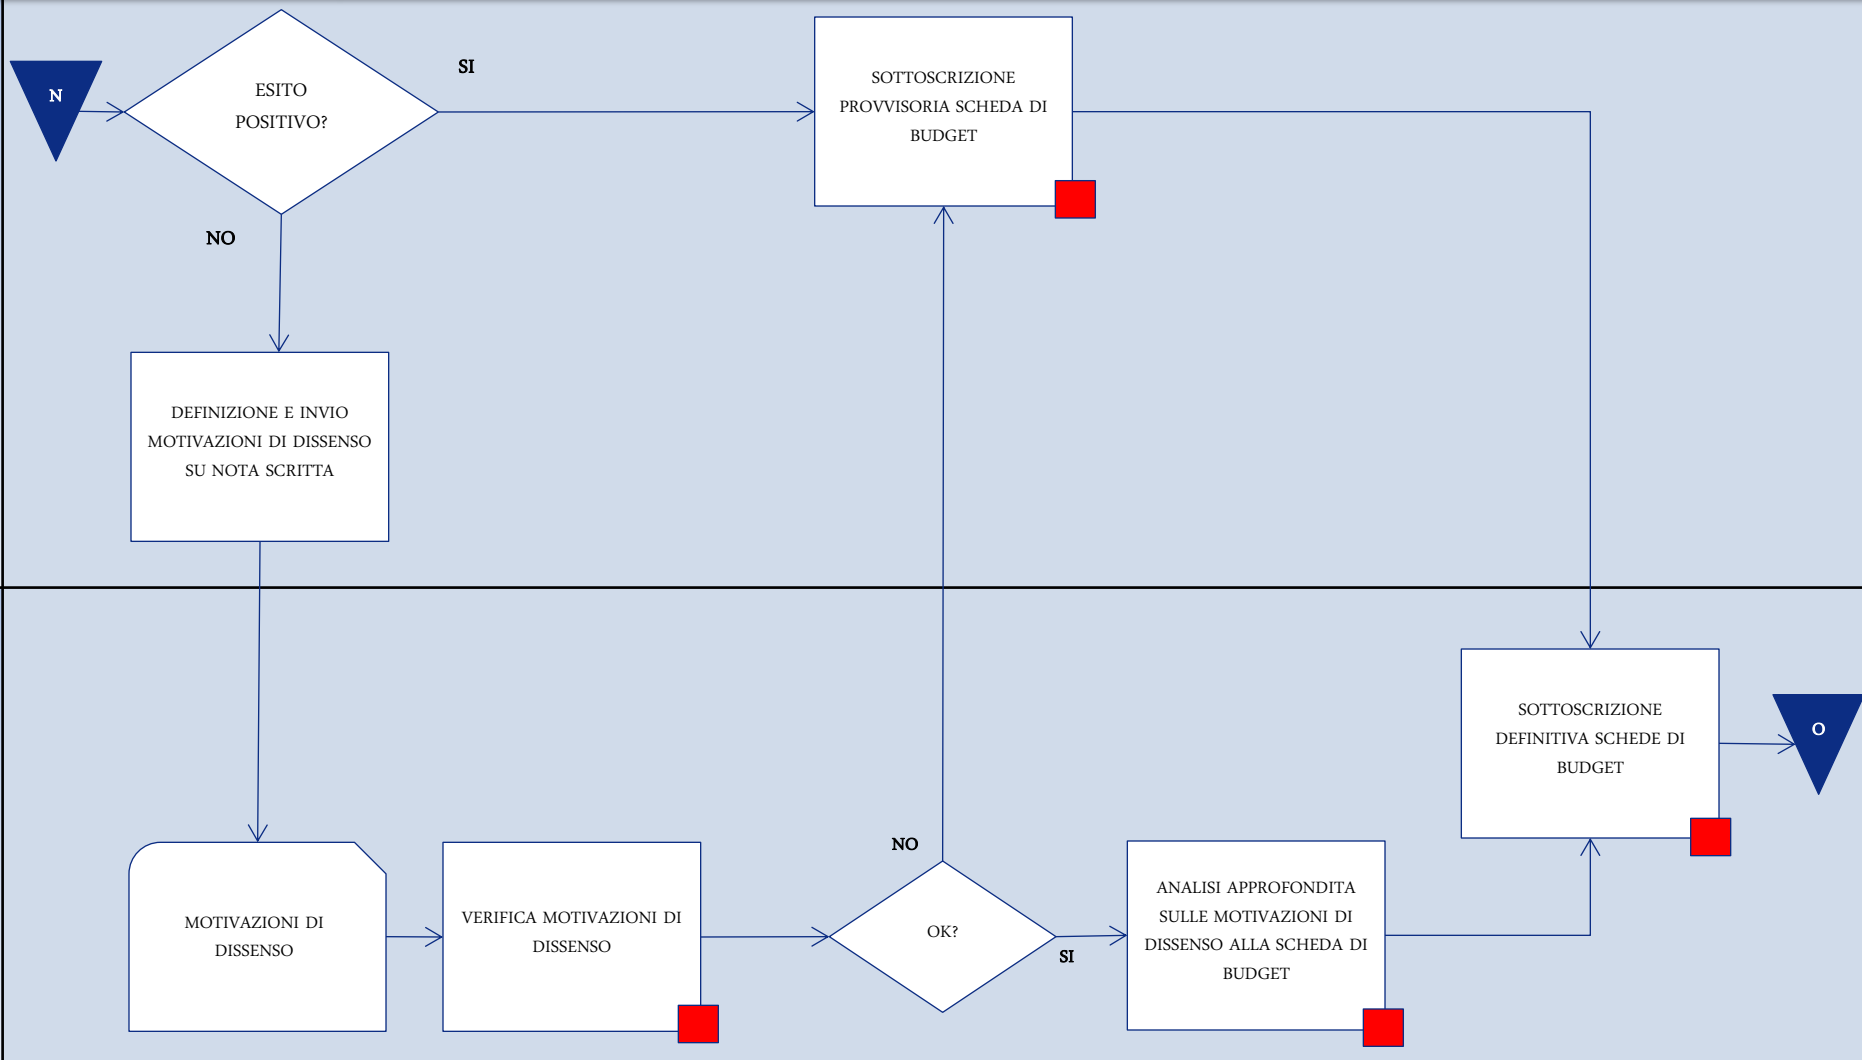 N
ESITO
POSITIVO?
SI
SOTTOSCRIZIONE
PROVVISORIA SCHEDA DI
BUDGET
NO
DEFINIZIONE E INVIO
MOTIVAZIONI DI DISSENSO
SU NOTA SCRITTA
SOTTOSCRIZIONE
DEFINITIVA SCHEDE DI
BUDGET
O
MOTIVAZIONI DI
DISSENSO
VERIFICA MOTIVAZIONI DI
DISSENSO
NO
OK?
SI
ANALISI APPROFONDITA
SULLE MOTIVAZIONI DI
DISSENSO ALLA SCHEDA DI
BUDGET